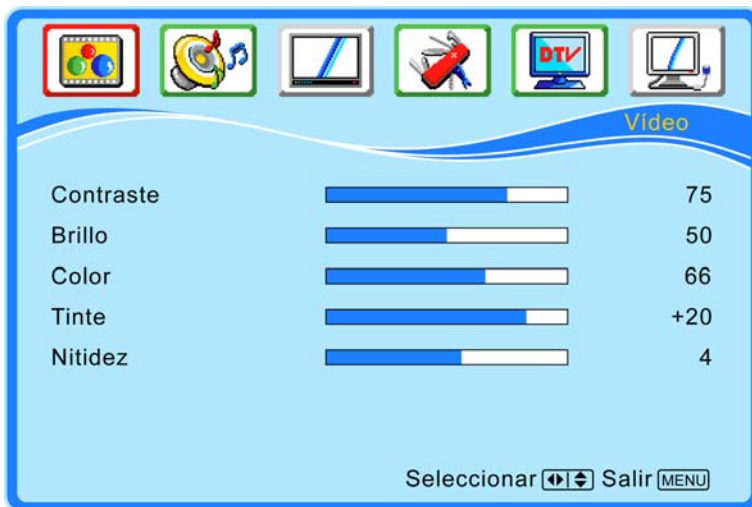 DTV
Vídeo
Contraste 75
Brillo 50
Color 66
Tinte +20
Nitidez 4
Seleccionar Salir MENU